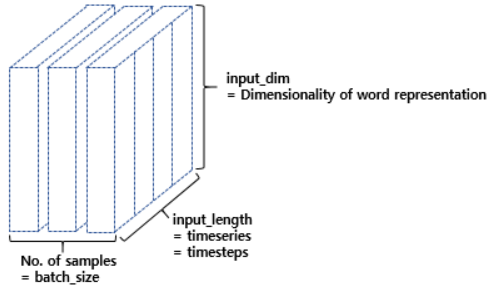 input_dim
= Dimensionality of word representation
input_length
= timeseries
= timesteps
No. of samples
= batch_size